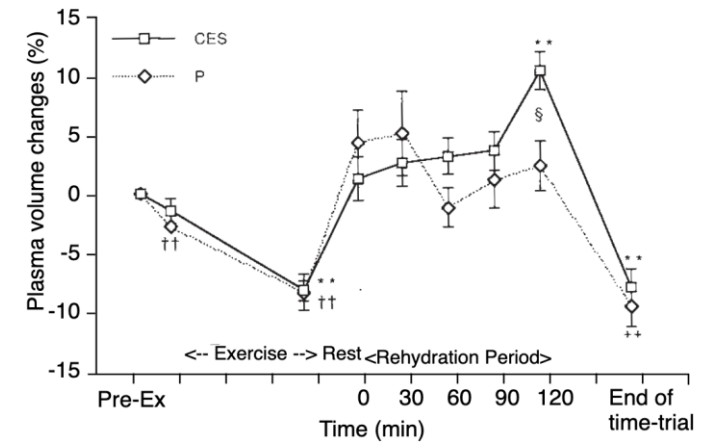 Plasma volume changes (%)
15
10
5
0
-5
-10
-15
CES
P
* *
§
††
* *
††
* *
‡‡
<-- Exercise --> Rest <Rehydration Period>
Pre-Ex 0 30 60 90 120 End of
time-trial
Time (min)